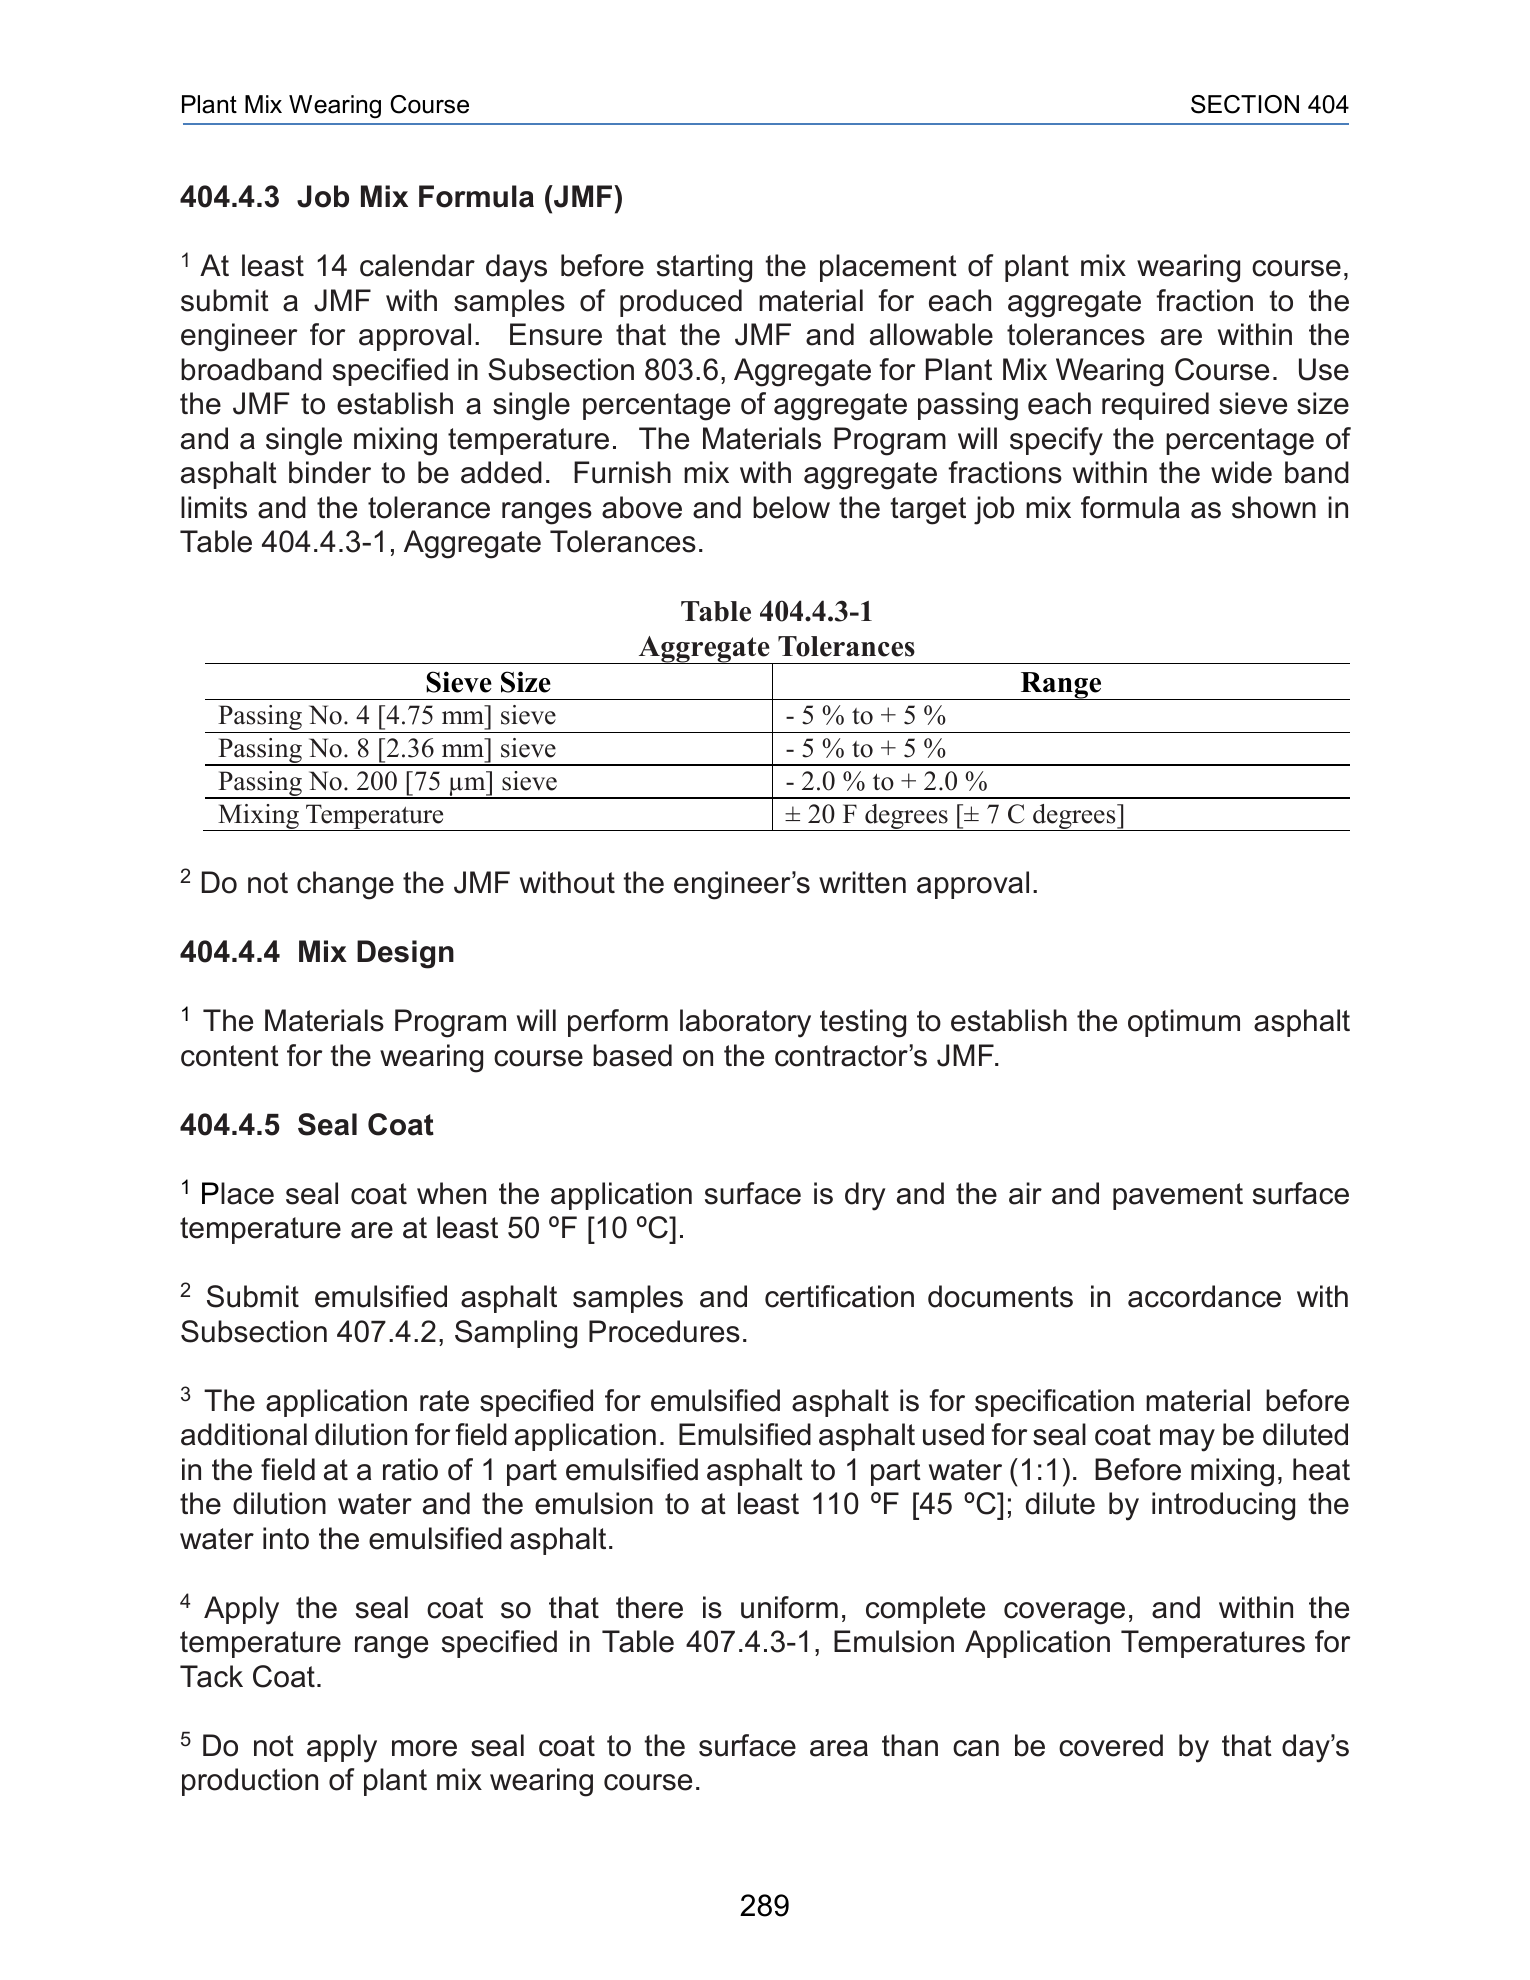 Plant Mix Wearing Course SECTION 404
404.4.3 Job Mix Formula (JMF)
1 At least 14 calendar days before starting the placement of plant mix wearing course,
submit a JMF with samples of produced material for each aggregate fraction to the
engineer for approval. Ensure that the JMF and allowable tolerances are within the
broadband specified in Subsection 803.6, Aggregate for Plant Mix Wearing Course. Use
the JMF to establish a single percentage of aggregate passing each required sieve size
and a single mixing temperature. The Materials Program will specify the percentage of
asphalt binder to be added. Furnish mix with aggregate fractions within the wide band
limits and the tolerance ranges above and below the target job mix formula as shown in
Table 404.4.3-1, Aggregate Tolerances.
Table 404.4.3-1
Aggregate Tolerances
Sieve Size Range
Passing No. 4 [4.75 mm] sieve - 5 % to + 5 %
Passing No. 8 [2.36 mm] sieve - 5 % to + 5 %
Passing No. 200 [75 µm] sieve - 2.0 % to + 2.0 %
Mixing Temperature ± 20 F degrees [± 7 C degrees]
2 Do not change the JMF without the engineer’s written approval.
404.4.4 Mix Design
1 The Materials Program will perform laboratory testing to establish the optimum asphalt
content for the wearing course based on the contractor’s JMF.
404.4.5 Seal Coat
1 Place seal coat when the application surface is dry and the air and pavement surface
temperature are at least 50 ºF [10 ºC].
2 Submit emulsified asphalt samples and certification documents in accordance with
Subsection 407.4.2, Sampling Procedures.
3 The application rate specified for emulsified asphalt is for specification material before
additional dilution for field application. Emulsified asphalt used for seal coat may be diluted
in the field at a ratio of 1 part emulsified asphalt to 1 part water (1:1). Before mixing, heat
the dilution water and the emulsion to at least 110 ºF [45 ºC]; dilute by introducing the
water into the emulsified asphalt.
4 Apply the seal coat so that there is uniform, complete coverage, and within the
temperature range specified in Table 407.4.3-1, Emulsion Application Temperatures for
Tack Coat.
5 Do not apply more seal coat to the surface area than can be covered by that day’s
production of plant mix wearing course.
289